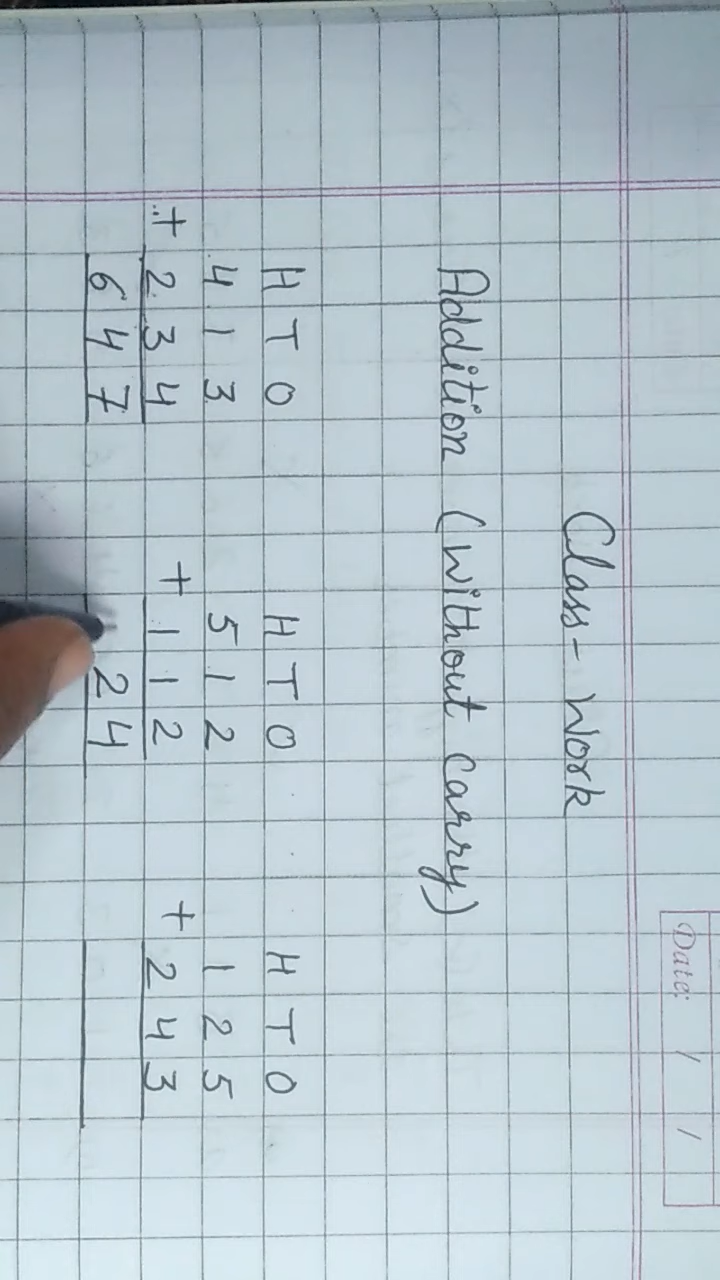 Date: / /
Class-Work
Addition (without carry)
H T O H T O H T O
4 1 3 5 1 2 1 2 5
+ 2 3 4 + 1 1 2 + 2 4 3
6 4 7 2 4